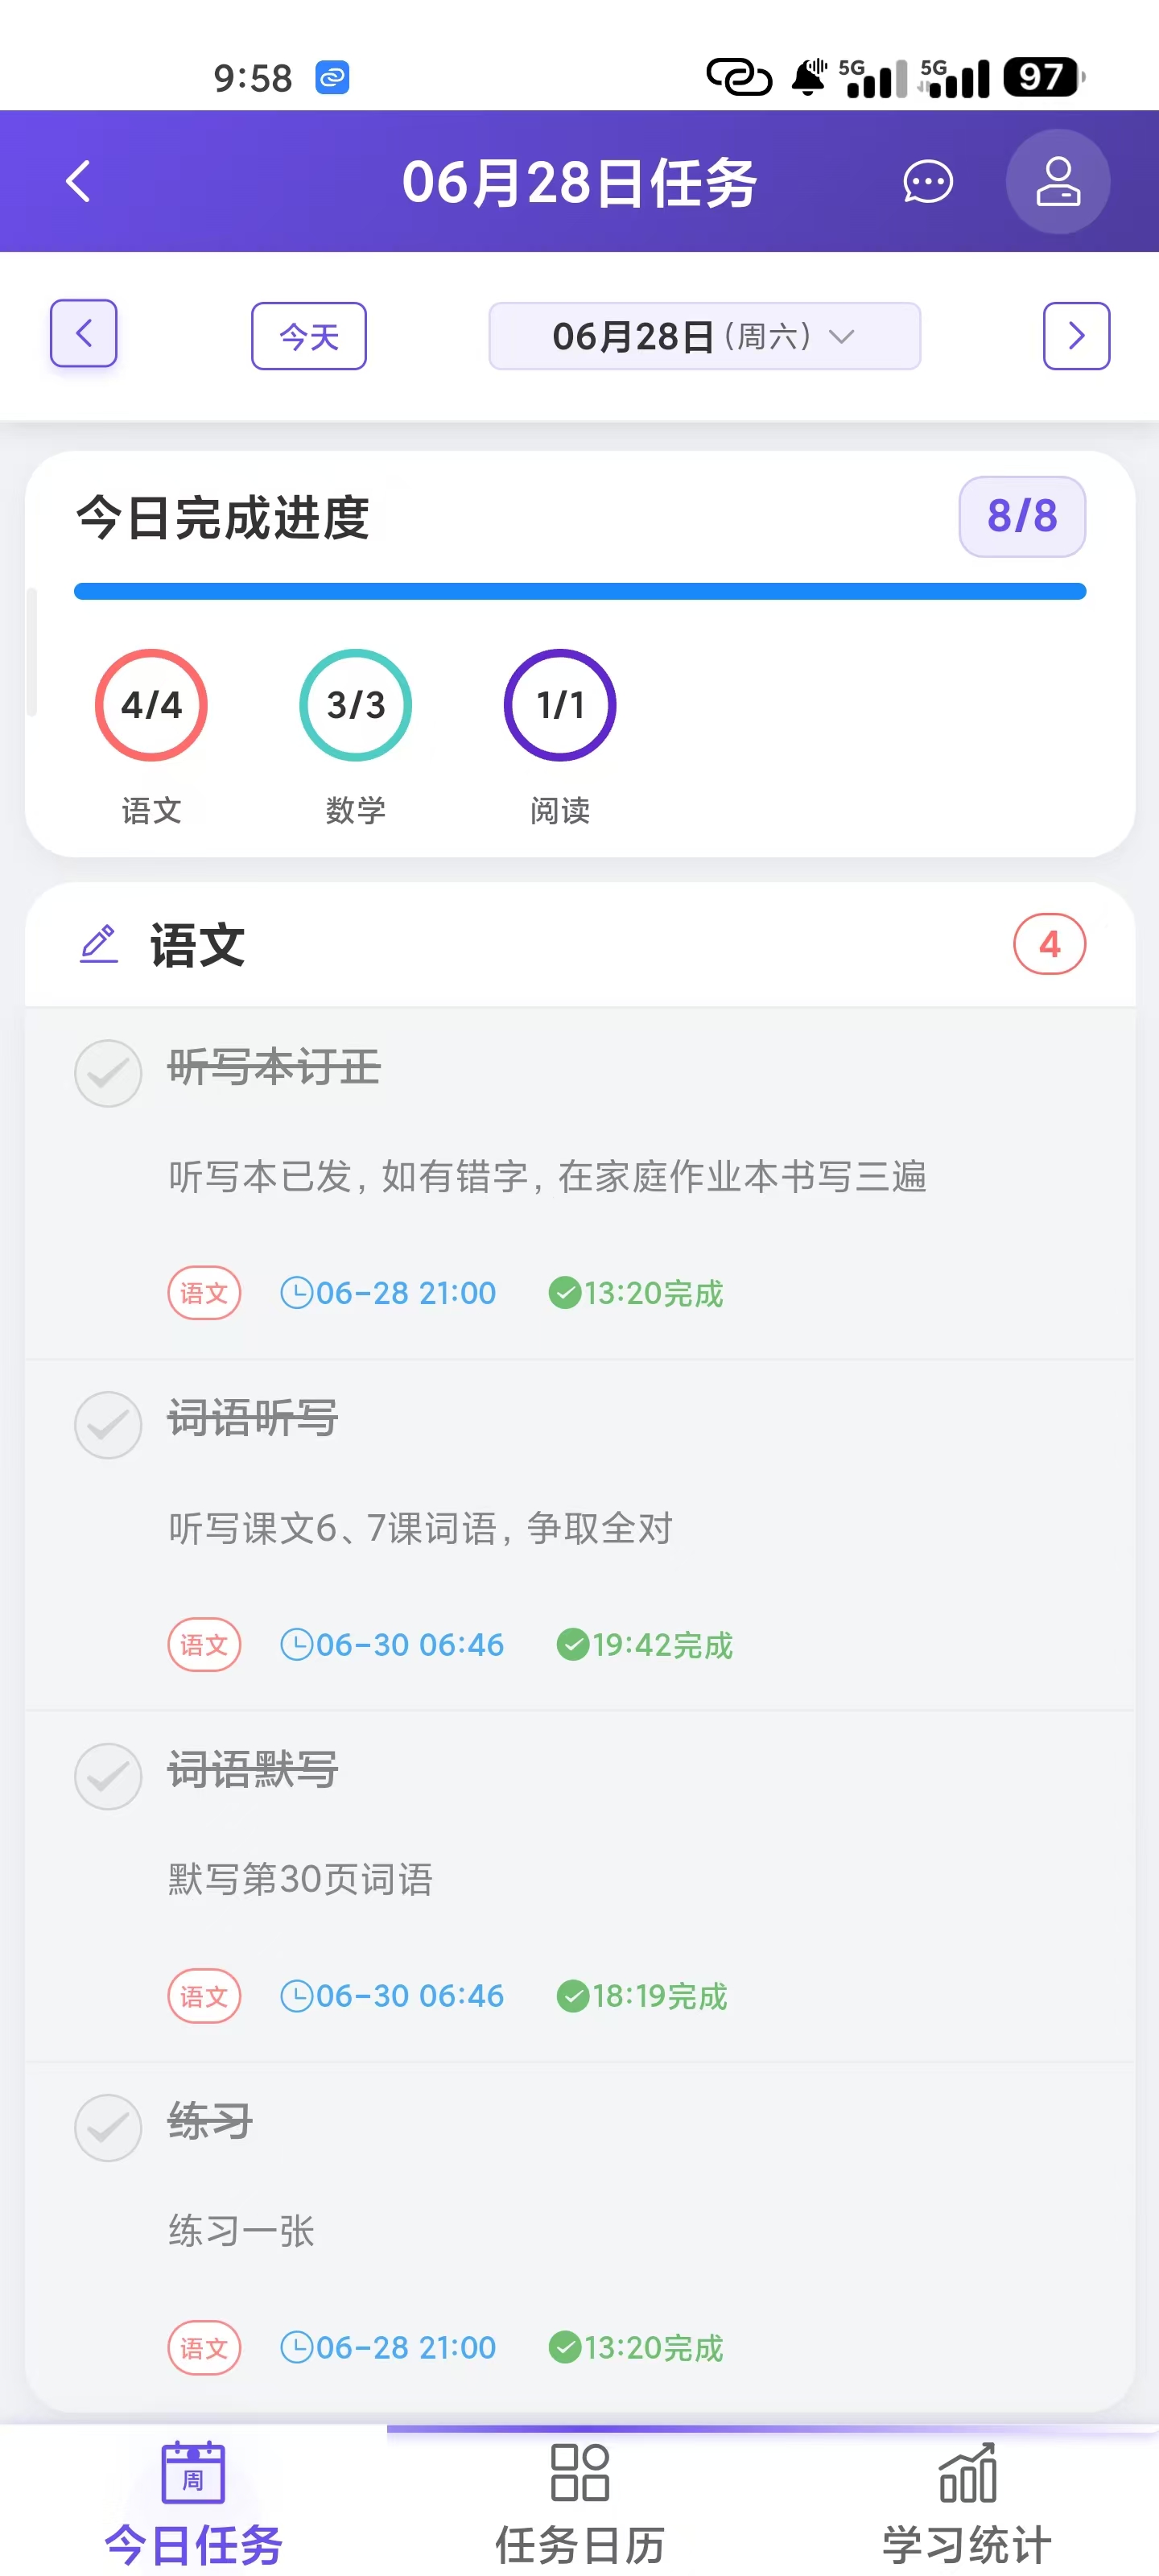 9:58
5G 5G 97
06月28日任务
今天 06月28日(周六)
今日完成进度 8/8
4/4 3/3 1/1
语文 数学 阅读
语文 4
听写本订正
听写本已发，如有错字，在家庭作业本书写三遍
语文 06-28 21:00 13:20完成
词语听写
听写课文6、7课词语，争取全对
语文 06-30 06:46 19:42完成
词语默写
默写第30页词语
语文 06-30 06:46 18:19完成
练习
练习一张
语文 06-28 21:00 13:20完成
周
今日任务 任务日历 学习统计